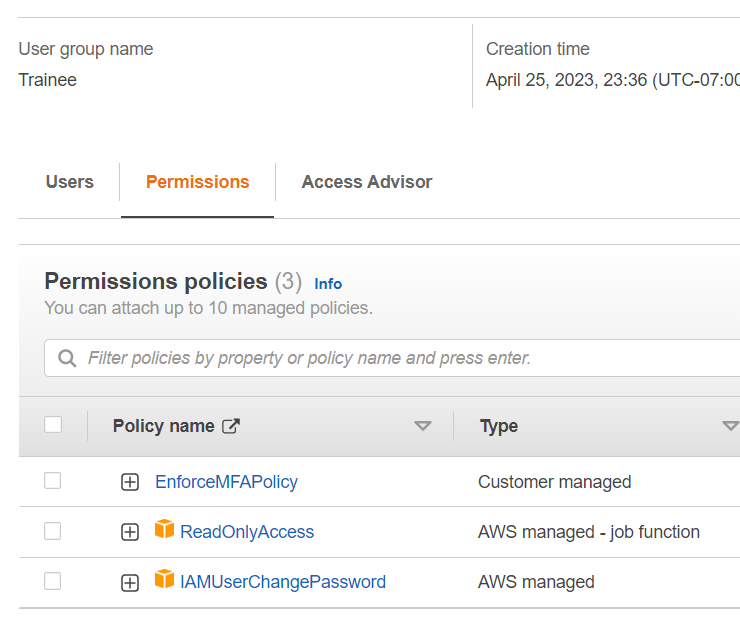 User group name
Creation time
Trainee
April 25, 2023, 23:36 (UTC-07:00
Users
Permissions
Access Advisor
Permissions policies (3) Info
You can attach up to 10 managed policies.
Filter policies by property or policy name and press enter.
Policy name
Type
EnforceMFAPolicy
Customer managed
ReadOnlyAccess
AWS managed - job function
IAMUserChangePassword
AWS managed